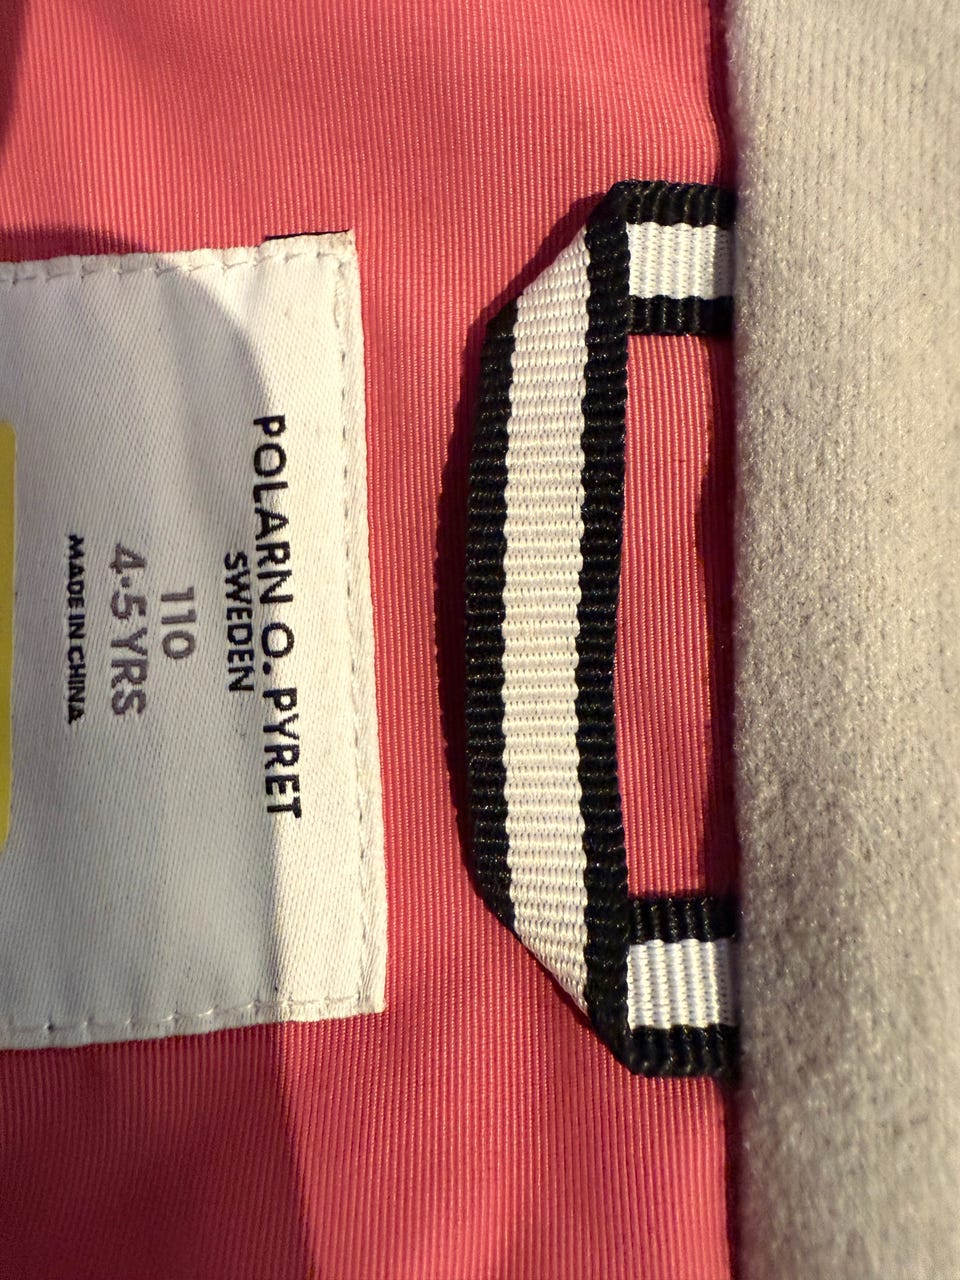 POLARN O. PYRET
SWEDEN
110
4-5 YRS
MADE IN CHINA